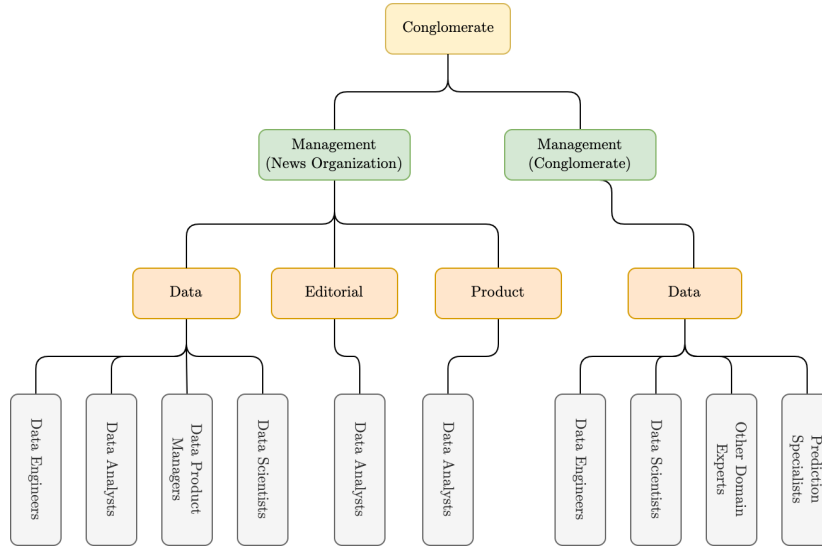 Conglomerate
Management
(News Organization)
Management
(Conglomerate)
Data
Editorial
Product
Data
Data Engineers
Data Analysts
Data Product
Managers
Data Scientists
Data Analysts
Data Analysts
Data Engineers
Data Scientists
Other Domain
Experts
Prediction
Specialists